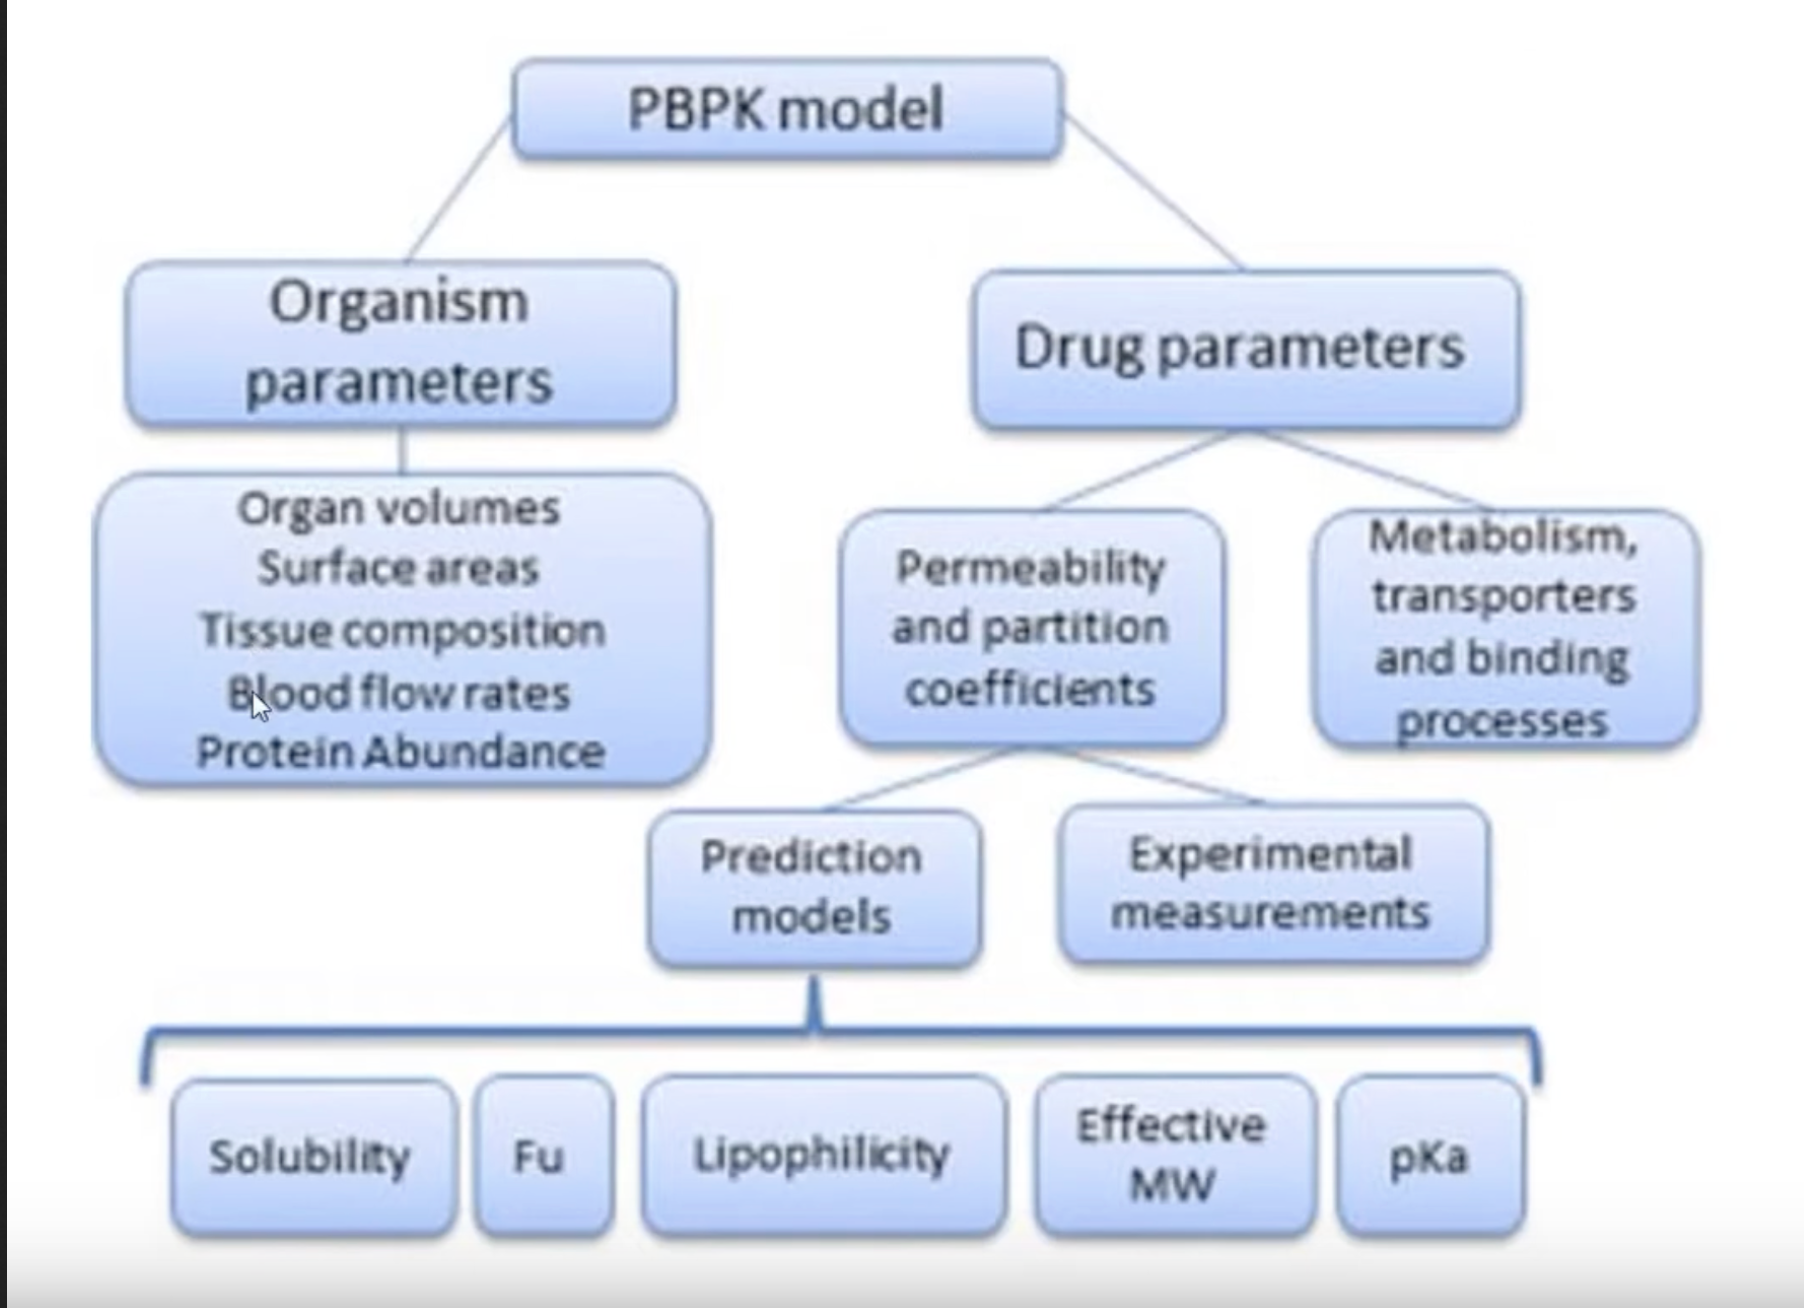 PBPK model
Organism
parameters
Drug parameters
Organ volumes
Surface areas
Tissue composition
Blood flow rates
Protein Abundance
Permeability
and partition
coefficients
Metabolism,
transporters
and binding
processes
Prediction
models
Experimental
measurements
Solubility
Fu
Lipophilicity
Effective
MW
pKa